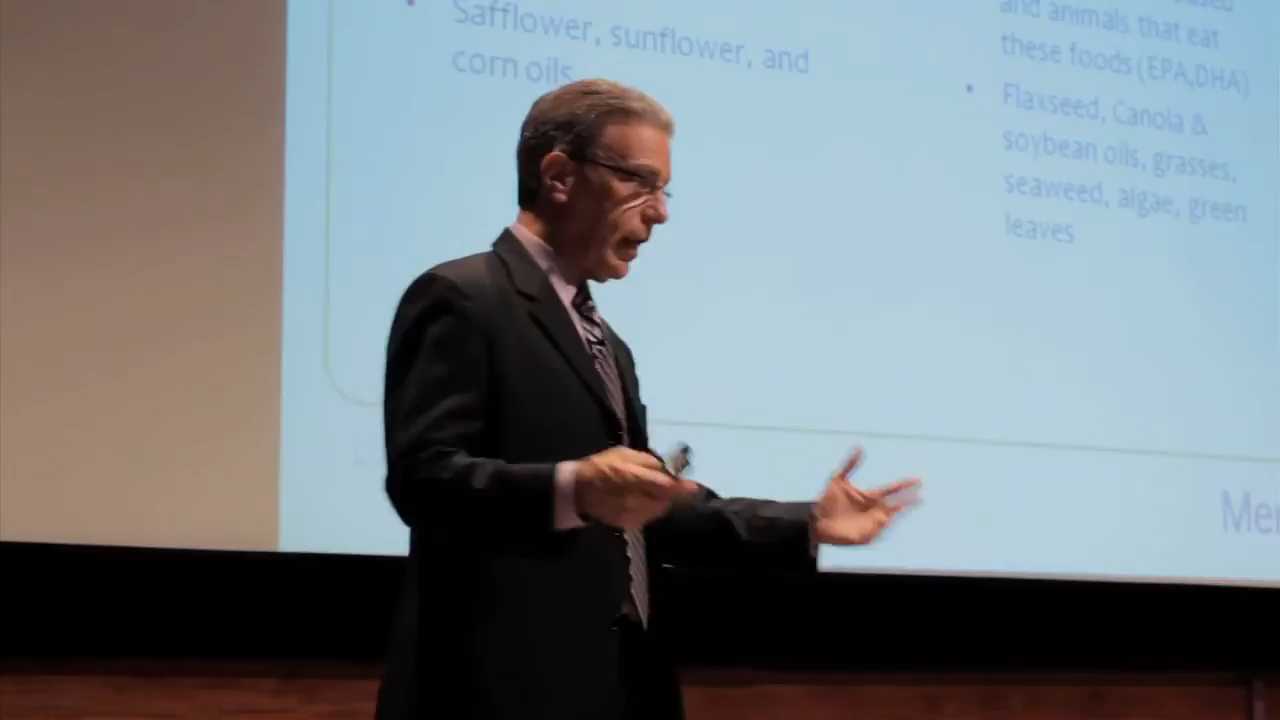 Safflower, sunflower, and
corn oils
and animals that eat
these foods (EPA,DHA)
Flaxseed, Canola &
soybean oils, grasses,
seaweed, algae, green
leaves